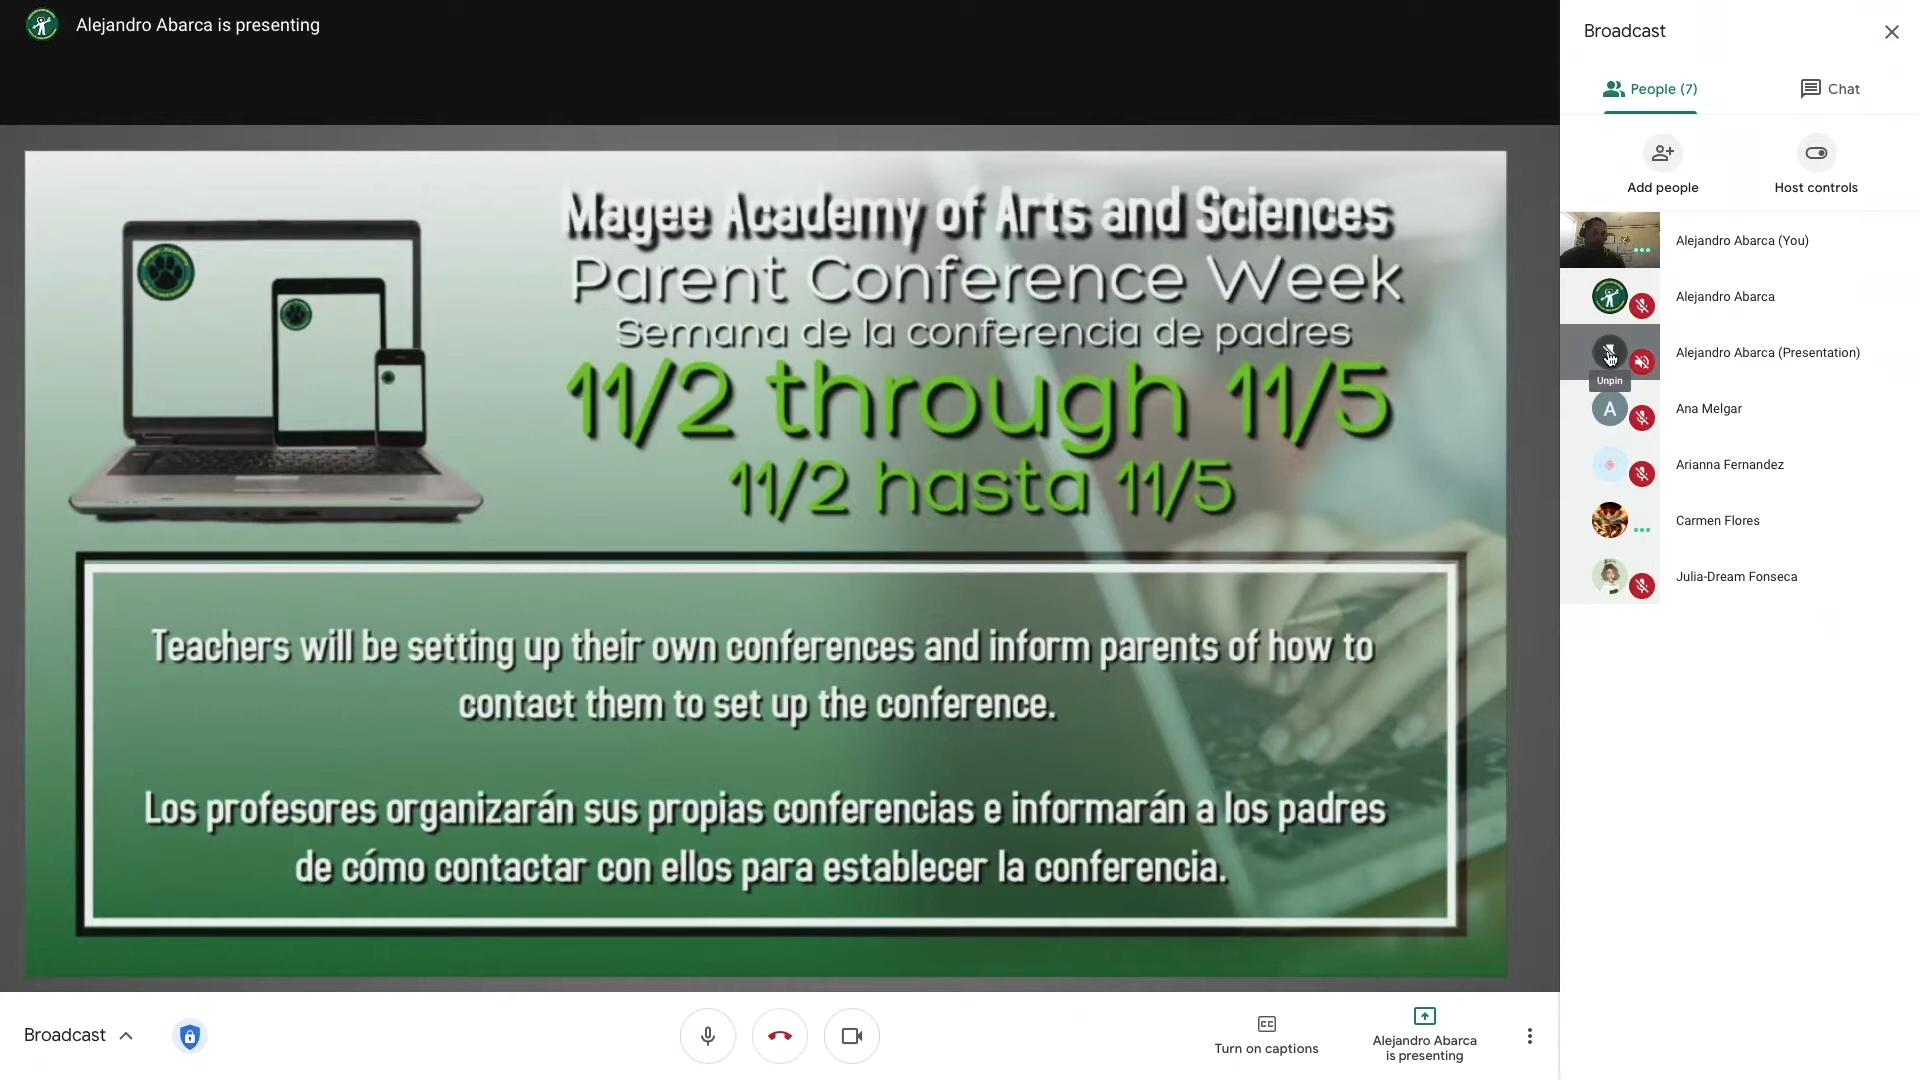 Alejandro Abarca is presenting
Magee Academy of Arts and Sciences
Parent Conference Week
Semana de la conferencia de padres
11/2 through 11/5
11/2 hasta 11/5
Teachers will be setting up their own conferences and inform parents of how to
contact them to set up the conference.
Los profesores organizarán sus propias conferencias e informarán a los padres
de cómo contactar con ellos para establecer la conferencia.
Broadcast
Turn on captions
Alejandro Abarca
is presenting
Broadcast
People (7)
Chat
Add people
Host controls
Alejandro Abarca (You)
Alejandro Abarca
Alejandro Abarca (Presentation)
Unpin
A
Ana Melgar
Arianna Fernandez
Carmen Flores
Julia-Dream Fonseca